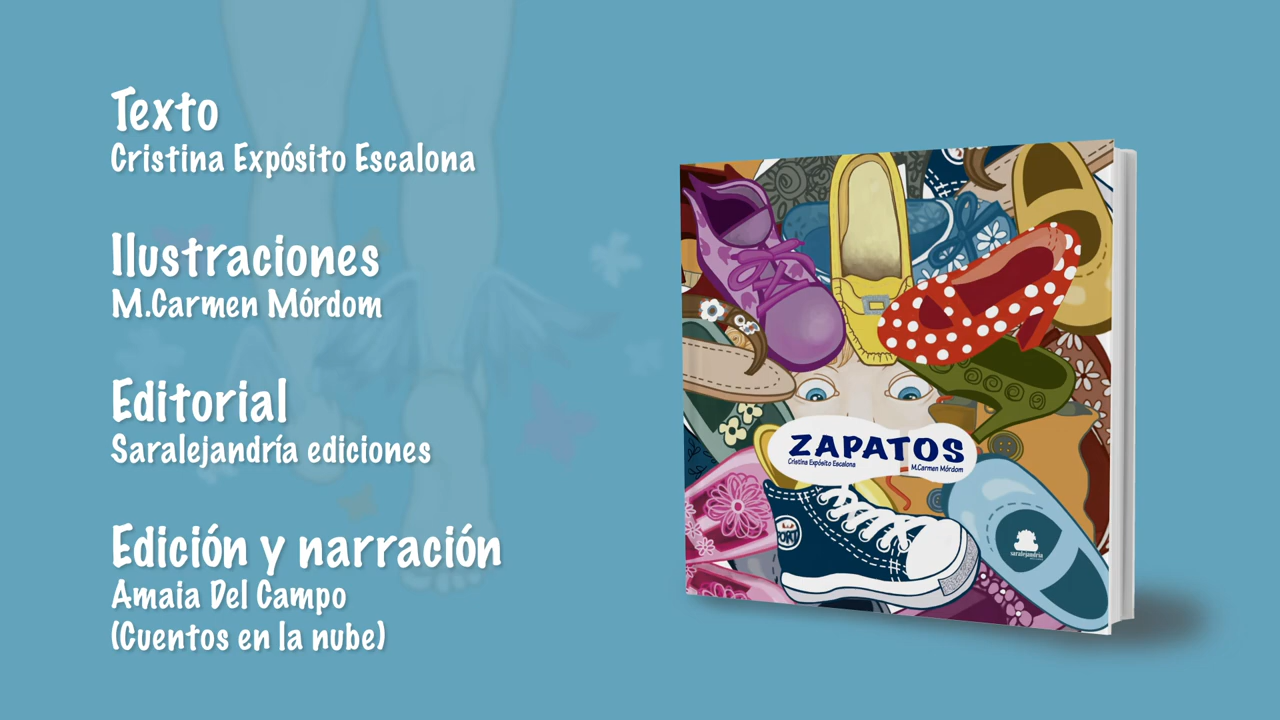 Texto
Cristina Expósito Escalona
Ilustraciones
M.Carmen Mórdom
Editorial
Saralejandría ediciones
Edición y narración
Amaia Del Campo
(Cuentos en la nube)
ZAPATOS
Cristina Expósito Escalona
M.Carmen Mórdom
saralejandría